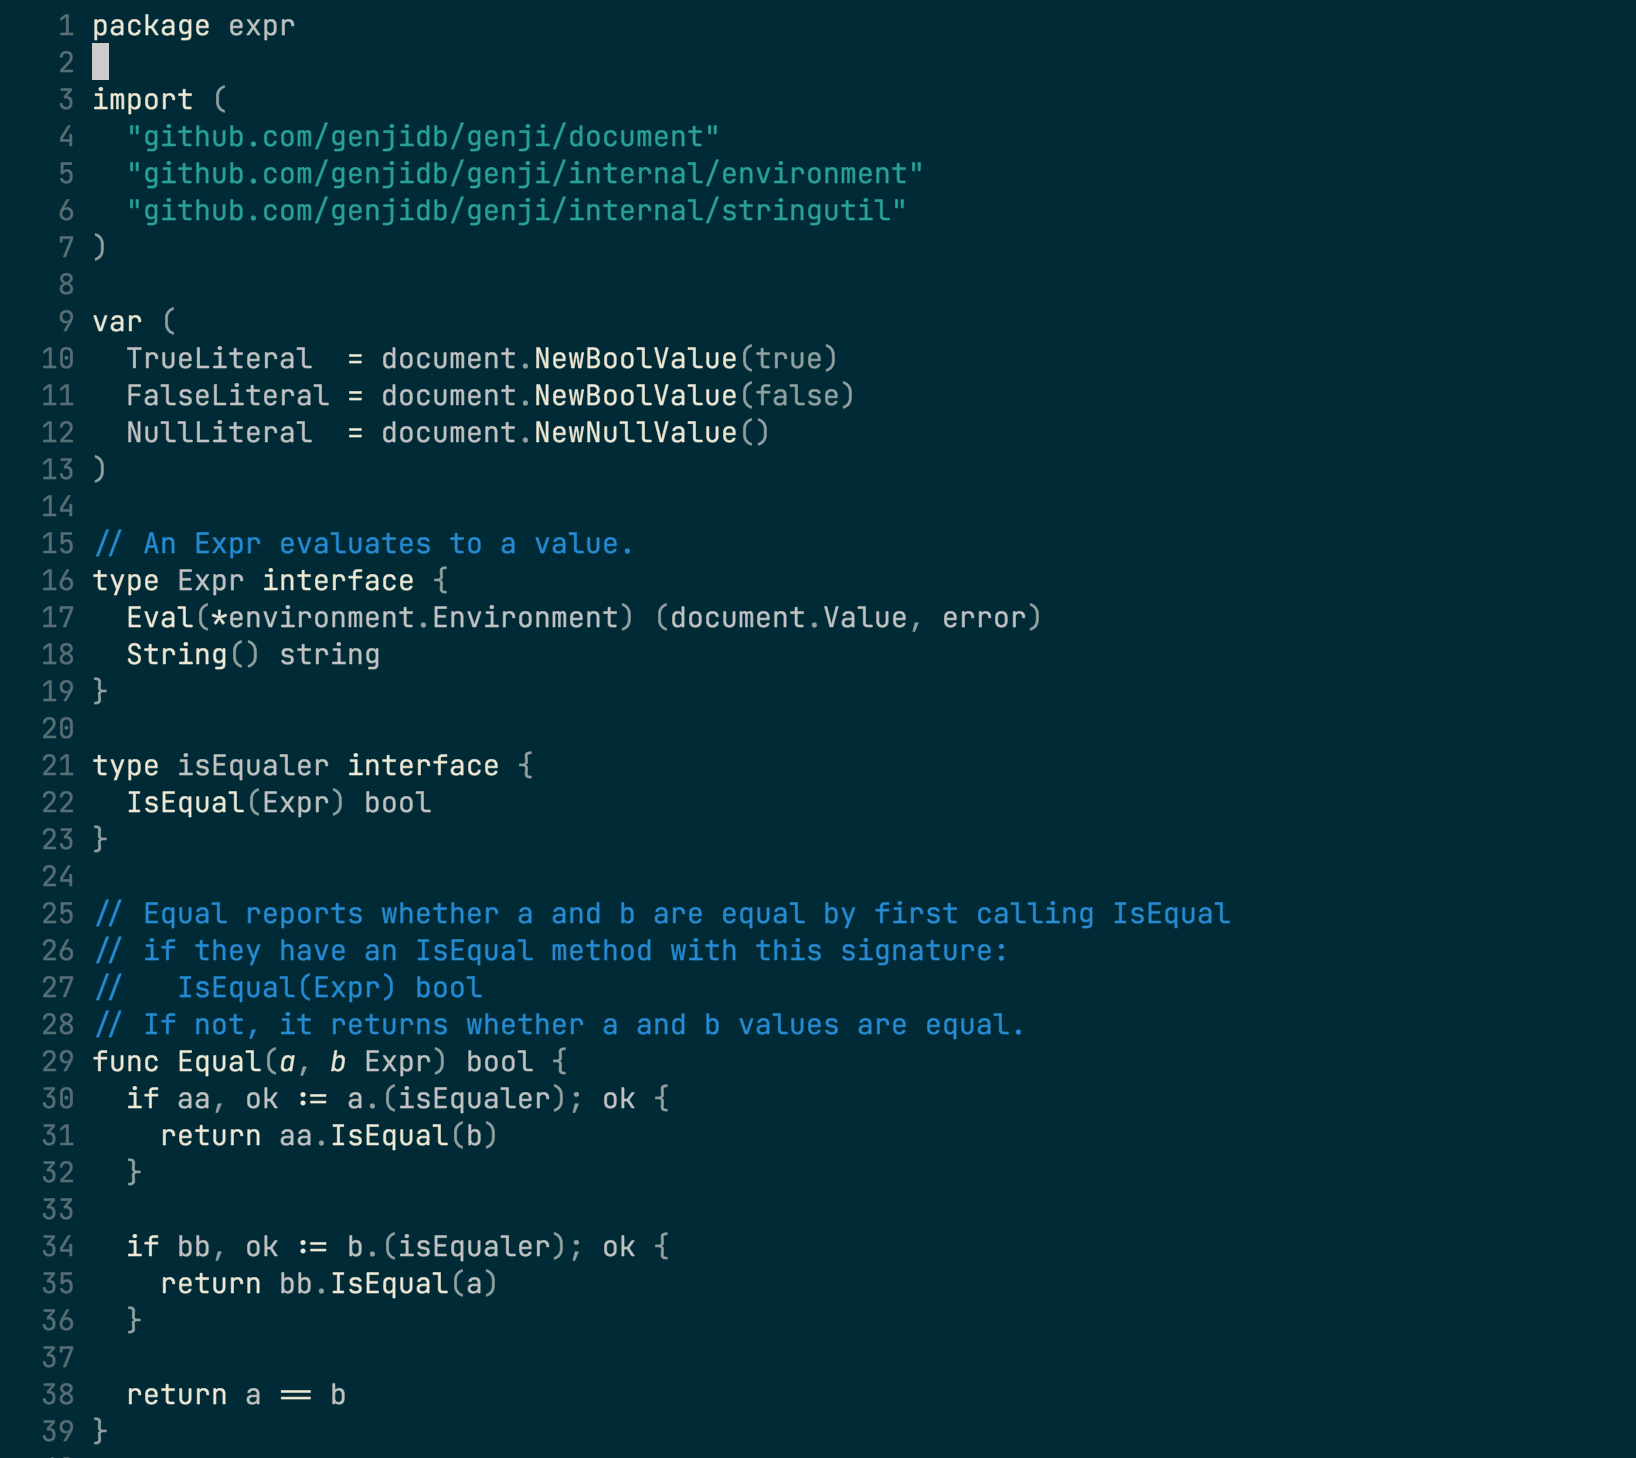 1 package expr
2
3 import (
4   "github.com/genjidb/genji/document"
5   "github.com/genjidb/genji/internal/environment"
6   "github.com/genjidb/genji/internal/stringutil"
7 )
8
9 var (
10   TrueLiteral  = document.NewBoolValue(true)
11   FalseLiteral = document.NewBoolValue(false)
12   NullLiteral  = document.NewNullValue()
13 )
14
15 // An Expr evaluates to a value.
16 type Expr interface {
17   Eval(*environment.Environment) (document.Value, error)
18   String() string
19 }
20
21 type isEqualer interface {
22   IsEqual(Expr) bool
23 }
24
25 // Equal reports whether a and b are equal by first calling IsEqual
26 // if they have an IsEqual method with this signature:
27 //   IsEqual(Expr) bool
28 // If not, it returns whether a and b values are equal.
29 func Equal(a, b Expr) bool {
30   if aa, ok := a.(isEqualer); ok {
31     return aa.IsEqual(b)
32   }
33
34   if bb, ok := b.(isEqualer); ok {
35     return bb.IsEqual(a)
36   }
37
38   return a == b
39 }